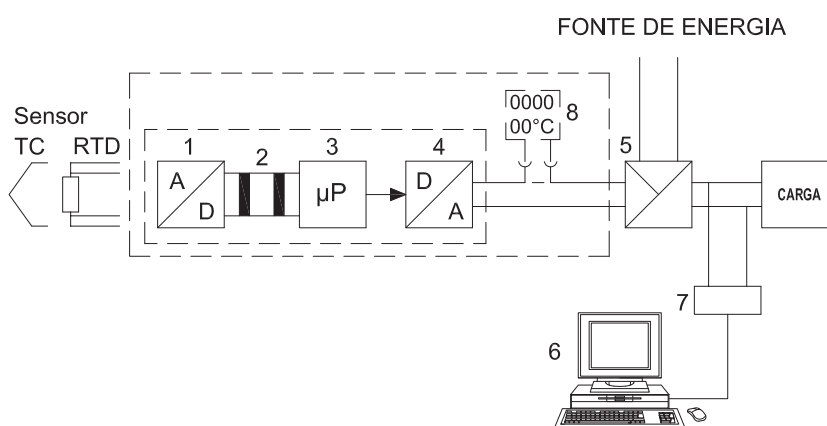 FONTE DE ENERGIA
Sensor
TC RTD
1
2
3
4
5
8
0000
00°C
A
D
µP
D
A
CARGA
7
6